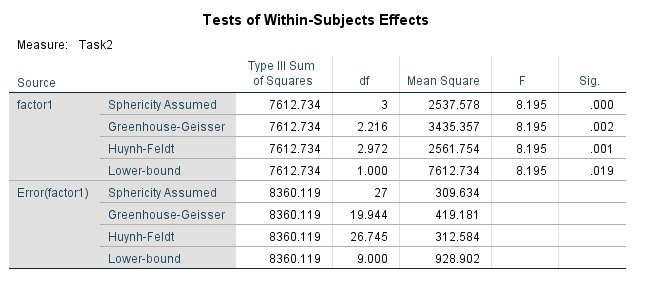 Tests of Within-Subjects Effects
Measure: Task2
Source Type III Sum of Squares df Mean Square F Sig.
factor1 Sphericity Assumed 7612.734 3 2537.578 8.195 .000
Greenhouse-Geisser 7612.734 2.216 3435.357 8.195 .002
Huynh-Feldt 7612.734 2.972 2561.754 8.195 .001
Lower-bound 7612.734 1.000 7612.734 8.195 .019
Error(factor1) Sphericity Assumed 8360.119 27 309.634
Greenhouse-Geisser 8360.119 19.944 419.181
Huynh-Feldt 8360.119 26.745 312.584
Lower-bound 8360.119 9.000 928.902